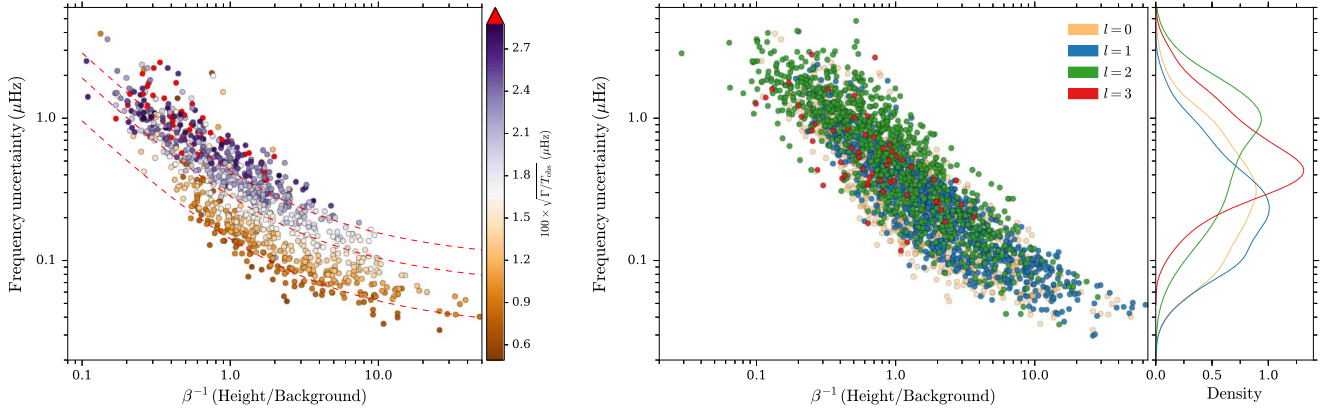 Frequency uncertainty (μHz)
1.0
0.1
0.1
1.0
10.0
β⁻¹ (Height/Background)
2.7
2.4
2.1
1.8
1.5
1.2
0.9
0.6
100 × √Γ/T_obs (μHz)
Frequency uncertainty (μHz)
1.0
0.1
0.1
1.0
10.0
β⁻¹ (Height/Background)
l = 0
l = 1
l = 2
l = 3
0.0
0.5
1.0
Density